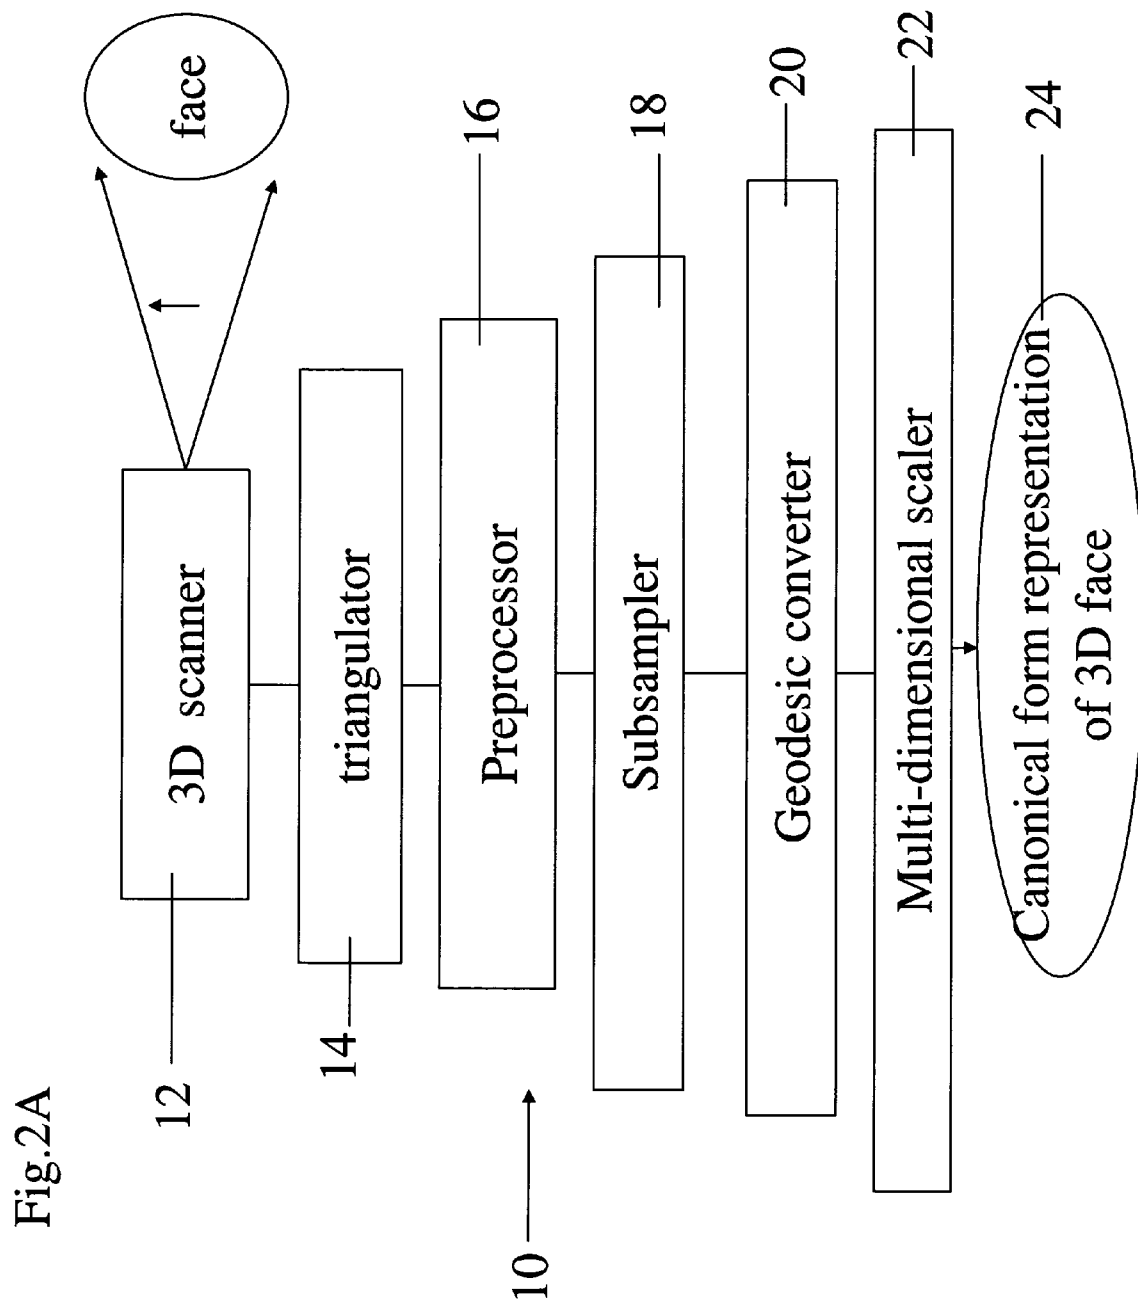 Fig.2A
12
3D scanner
face
14
triangulator
16
Preprocessor
10
18
Subsampler
20
Geodesic converter
22
Multi-dimensional scaler
24
Canonical form representation
of 3D face